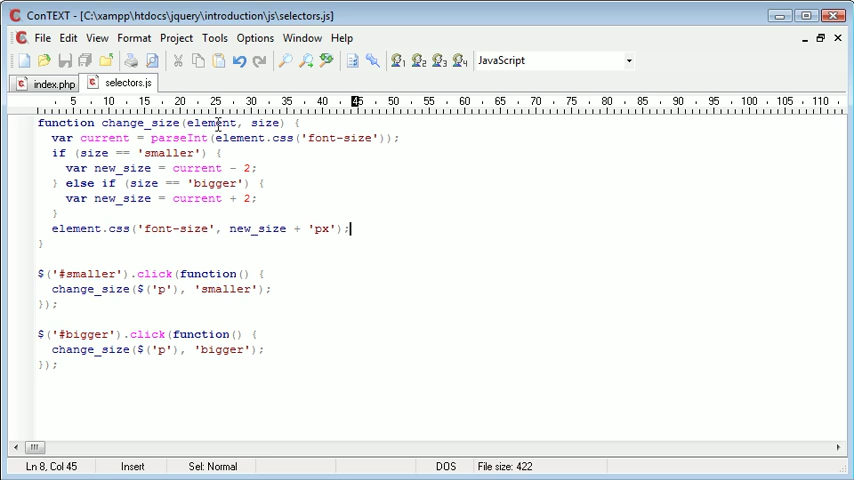 ConTEXT - [C:\xampp\htdocs\jquery\introduction\js\selectors.js]
File Edit View Format Project Tools Options Window Help
1 2 3 4 JavaScript
index.php selectors.js
5 10 15 20 25 30 35 40 45 50 55 60 65 70 75 80 85 90 95 100 105 110
function change_size(element, size) {
var current = parseInt(element.css('font-size'));
if (size == 'smaller') {
var new_size = current - 2;
} else if (size == 'bigger') {
var new_size = current + 2;
}
element.css('font-size', new_size + 'px');
}
$('#smaller').click(function() {
change_size($('p'), 'smaller');
});
$('#bigger').click(function() {
change_size($('p'), 'bigger');
});
Ln 8, Col 45 Insert Sel: Normal DOS File size: 422